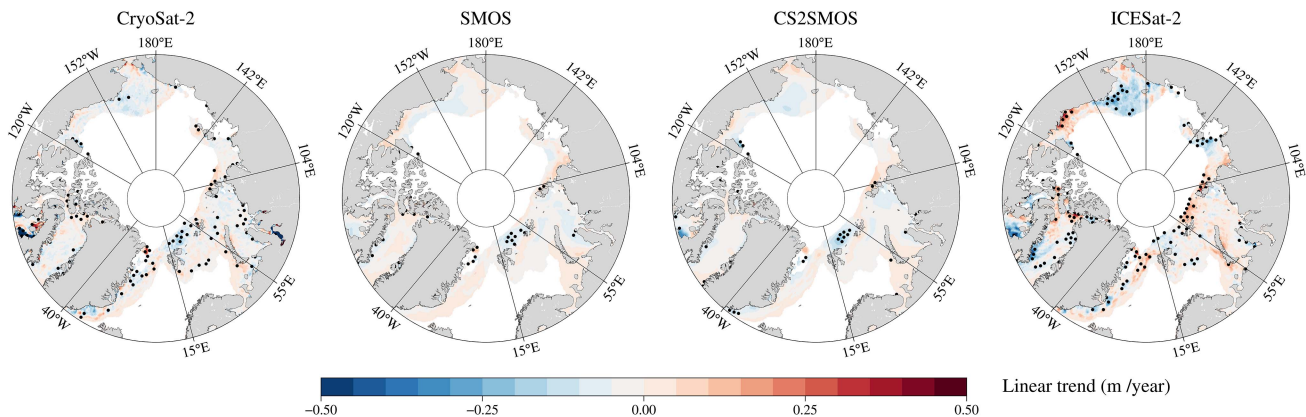 CryoSat-2
180°E
152°W
142°E
120°W
104°E
40°W
55°E
15°E
SMOS
180°E
152°W
142°E
120°W
104°E
40°W
55°E
15°E
CS2SMOS
180°E
152°W
142°E
120°W
104°E
40°W
55°E
15°E
ICESat-2
180°E
152°W
142°E
120°W
104°E
40°W
55°E
15°E
Linear trend (m /year)
−0.50 −0.25 0.00 0.25 0.50